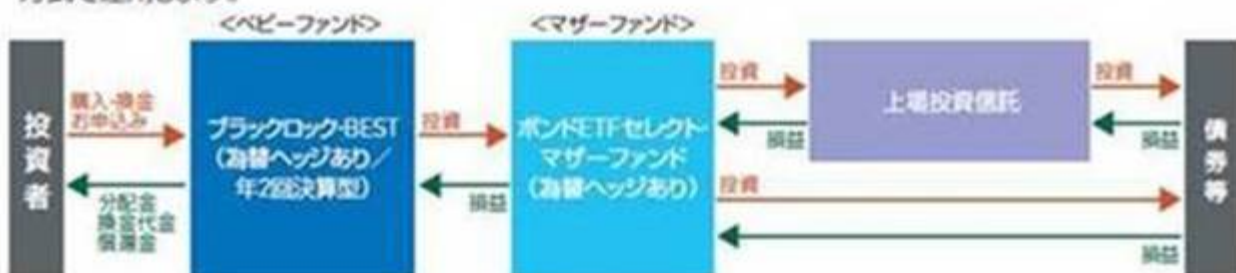 <ベビーファンド>
<マザーファンド>
投資者
購入・換金
お申込み
分配金
換金代金
償還金
ブラックロック・BEST
(為替ヘッジあり/
年2回決算型)
投資
損益
ボンドETFセレクト・
マザーファンド
(為替ヘッジあり)
投資
損益
上場投資信託
投資
損益
投資
損益
債券等